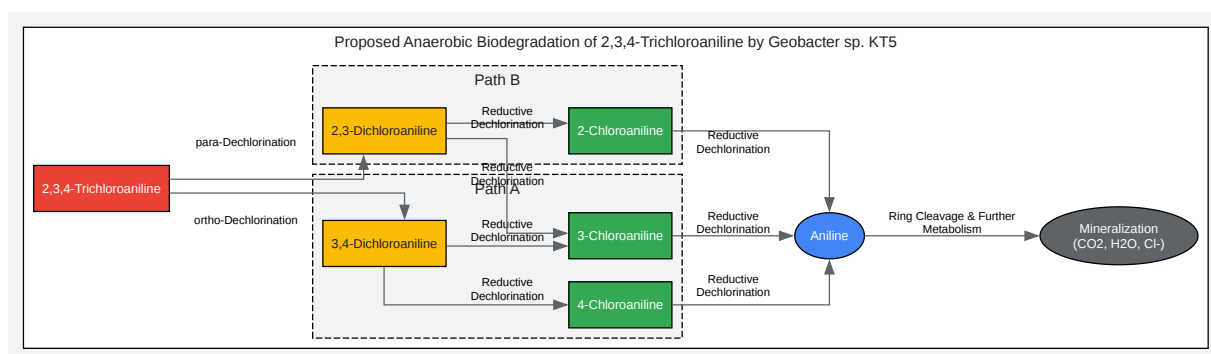 Proposed Anaerobic Biodegradation of 2,3,4-Trichloroaniline by Geobacter sp. KT5
Path B
2,3-Dichloroaniline
Reductive
Dechlorination
2-Chloroaniline
Reductive
Dechlorination
para-Dechlorination
2,3,4-Trichloroaniline
ortho-Dechlorination
Reductive
Dechlorination
Path A
3,4-Dichloroaniline
Reductive
Dechlorination
3-Chloroaniline
Reductive
Dechlorination
Aniline
Ring Cleavage & Further
Metabolism
Mineralization
(CO2, H2O, Cl-)
Reductive
Dechlorination
4-Chloroaniline
Reductive
Dechlorination